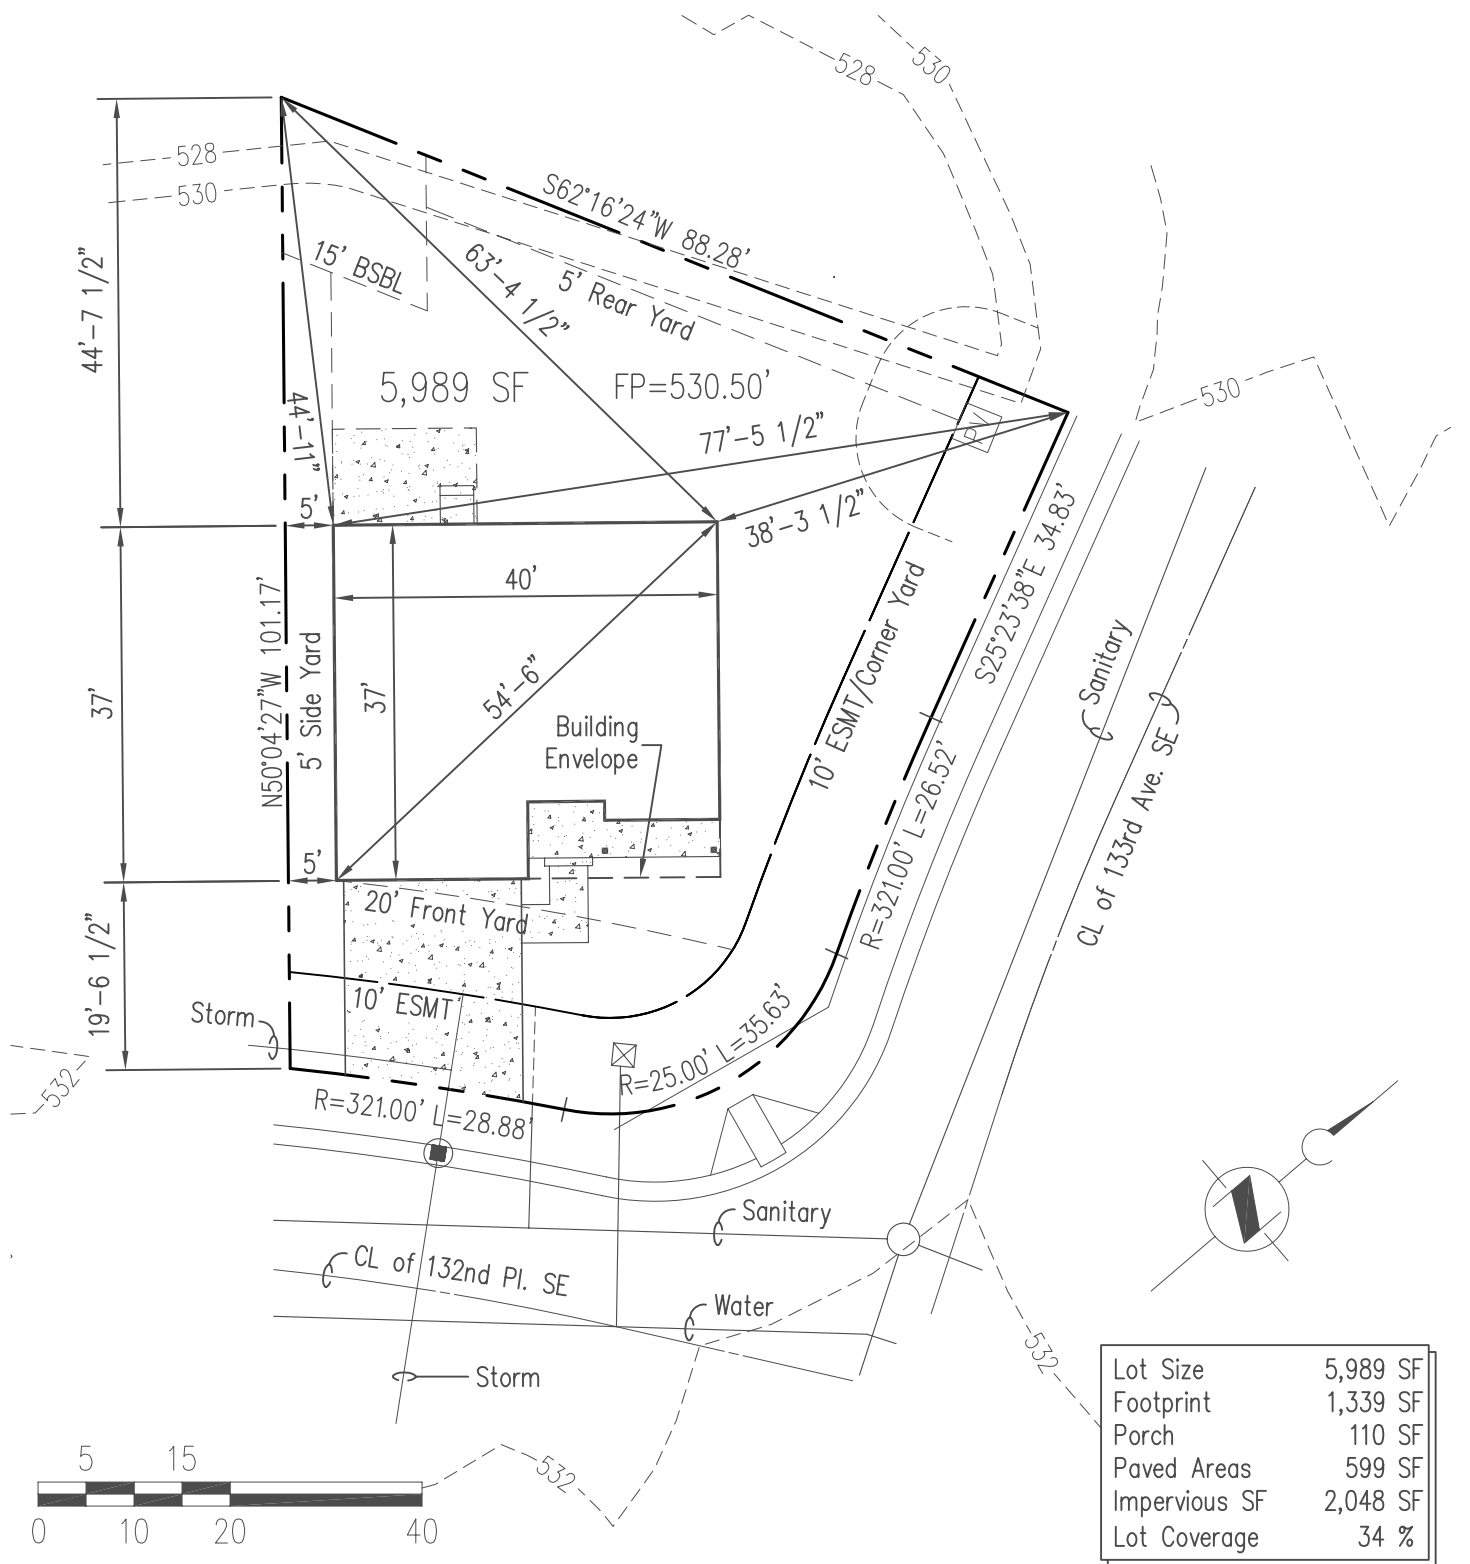 528
530
528
530
S62°16'24"W 88.28'
15' BSBL
63'-4 1/2"
5' Rear Yard
44'-7 1/2"
5,989 SF
FP=530.50'
530
44'-11"
77'-5 1/2"
38'-3 1/2"
5'
40'
S25°23'38"E 34.83'
10' ESMT/Corner Yard
N50°04'27"W 101.17'
5' Side Yard
37'
37'
54'-6"
Building
Envelope
Sanitary
CL of 133rd Ave. SE
R=321.00' L=26.52'
5'
20' Front Yard
19'-6 1/2"
10' ESMT
Storm
R=25.00' L=35.63'
R=321.00' L=28.88'
532
Sanitary
CL of 132nd Pl. SE
Water
Storm
532
532
5 15
0 10 20 40
Lot Size 5,989 SF
Footprint 1,339 SF
Porch 110 SF
Paved Areas 599 SF
Impervious SF 2,048 SF
Lot Coverage 34 %